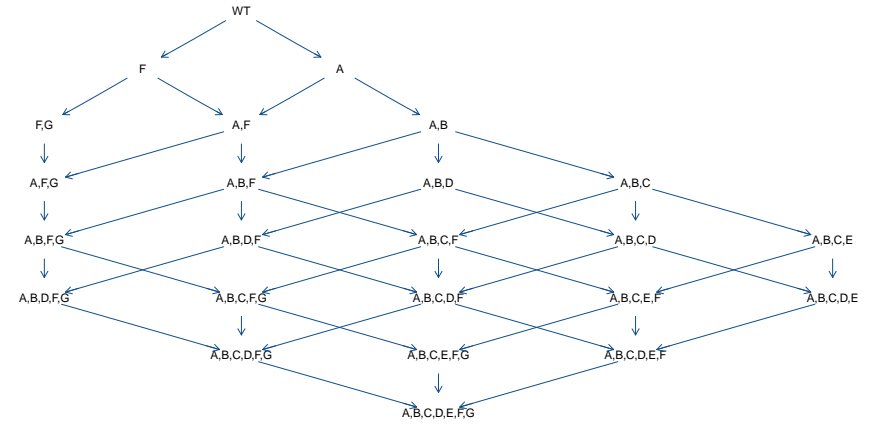 WT
F A
F,G A,F A,B
A,F,G A,B,F A,B,D A,B,C
A,B,F,G A,B,D,F A,B,C,F A,B,C,D A,B,C,E
A,B,D,F,G A,B,C,F,G A,B,C,D,F A,B,C,E,F A,B,C,D,E
A,B,C,D,F,G A,B,C,E,F,G A,B,C,D,E,F
A,B,C,D,E,F,G